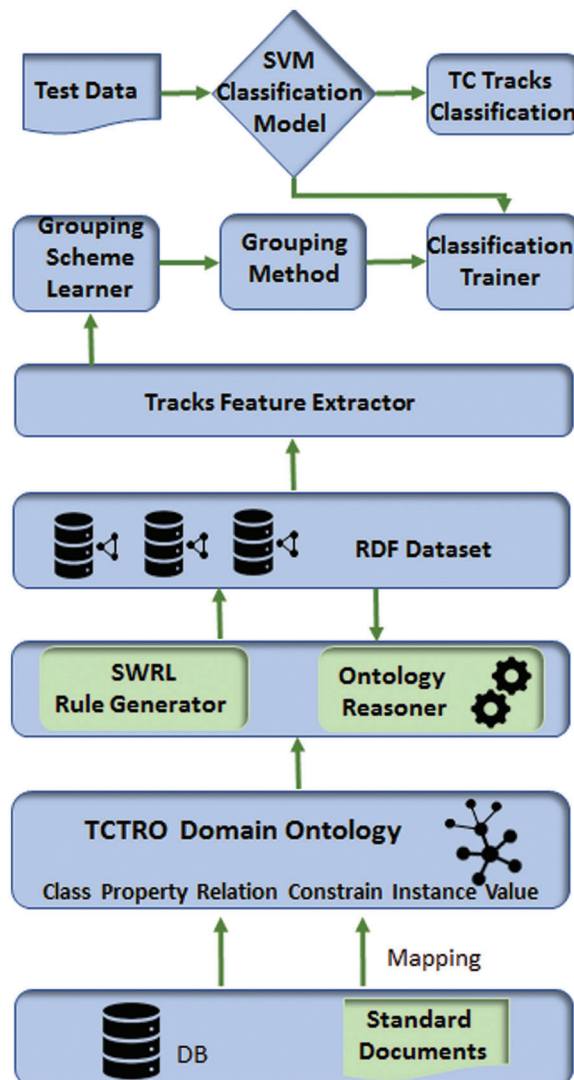 Test Data
SVM
Classification
Model
TC Tracks
Classification
Grouping
Scheme
Learner
Grouping
Method
Classification
Trainer
Tracks Feature Extractor
RDF Dataset
SWRL
Rule Generator
Ontology
Reasoner
TCTRO Domain Ontology
Class Property Relation Constrain Instance Value
Mapping
DB
Standard
Documents